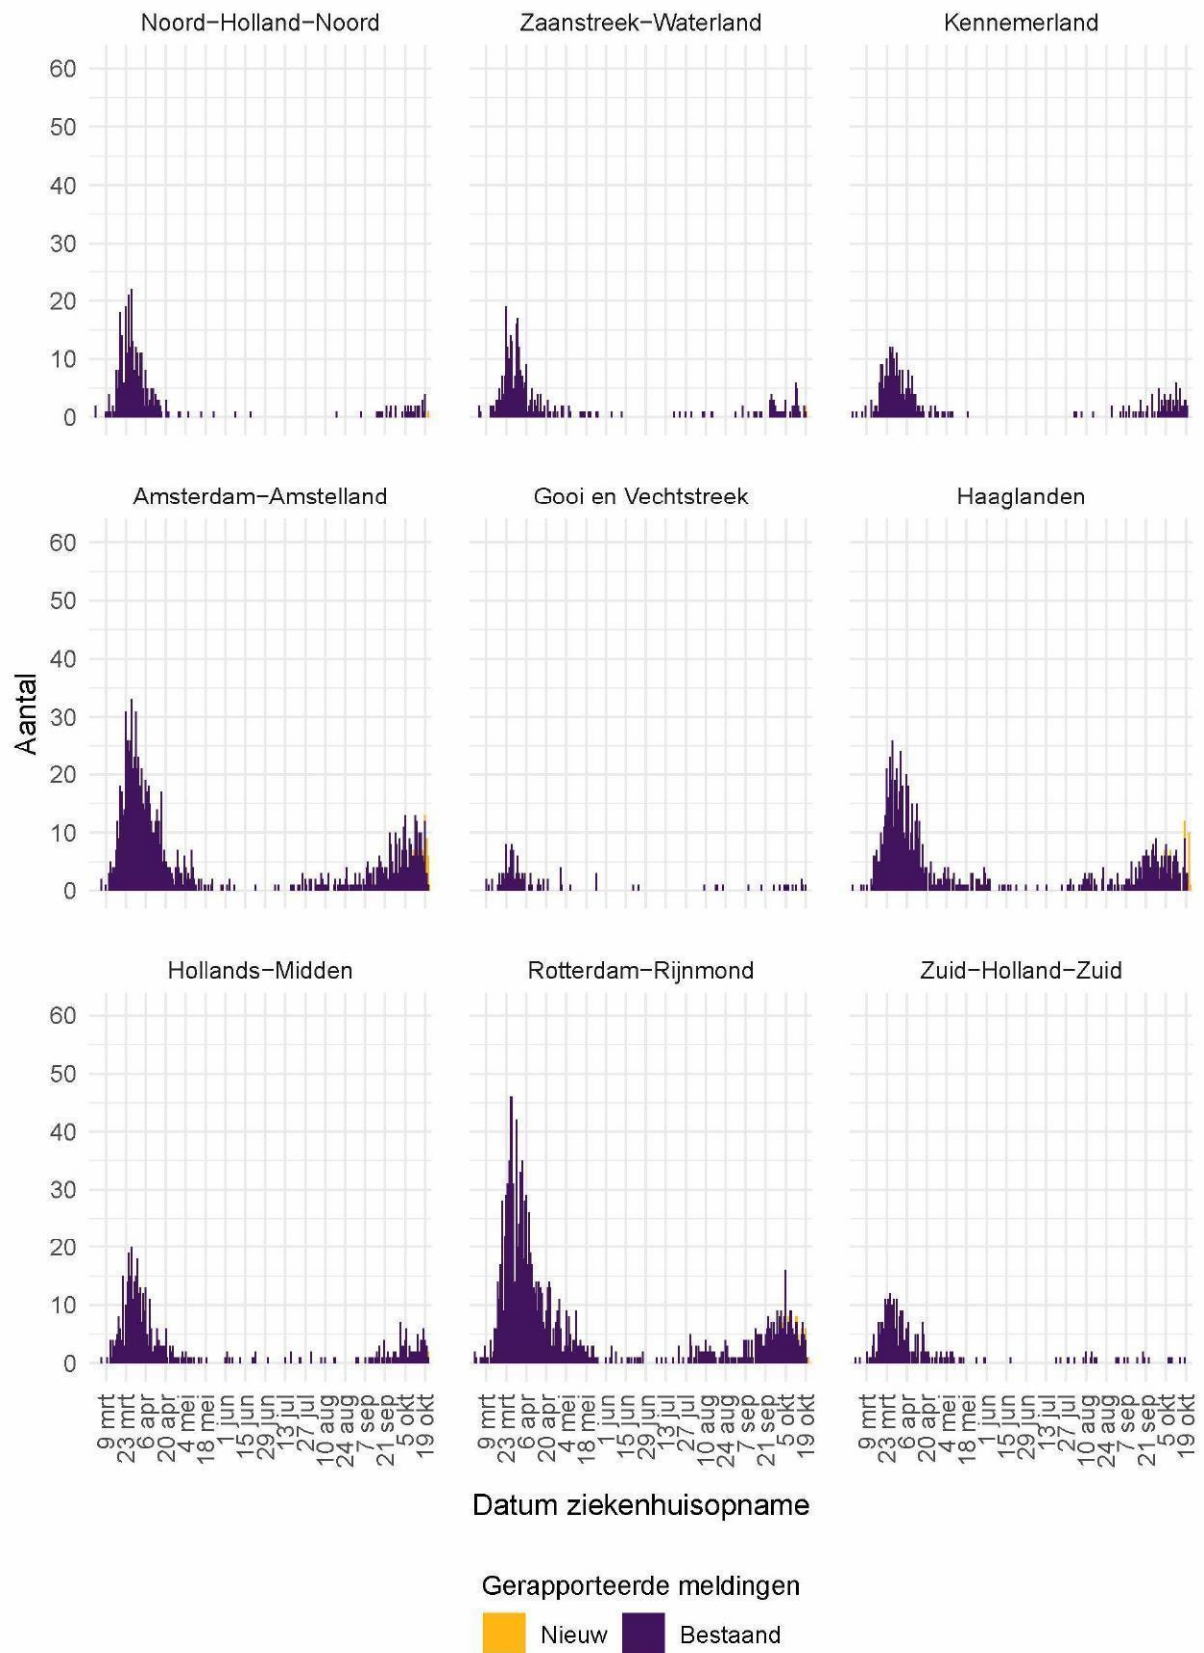 Noord−Holland−Noord Zaanstreek−Waterland Kennemerland
60
50
40
30
20
10
0
Amsterdam−Amstelland Gooi en Vechtstreek Haaglanden
60
50
40
30
20
10
0
Aantal
Hollands−Midden Rotterdam−Rijnmond Zuid−Holland−Zuid
60
50
40
30
20
10
0
9 mrt 23 mrt 6 apr 20 apr 4 mei 18 mei 1 jun 15 jun 29 jun 13 jul 27 jul 10 aug 24 aug 7 sep 21 sep 5 okt 19 okt
9 mrt 23 mrt 6 apr 20 apr 4 mei 18 mei 1 jun 15 jun 29 jun 13 jul 27 jul 10 aug 24 aug 7 sep 21 sep 5 okt 19 okt
9 mrt 23 mrt 6 apr 20 apr 4 mei 18 mei 1 jun 15 jun 29 jun 13 jul 27 jul 10 aug 24 aug 7 sep 21 sep 5 okt 19 okt
Datum ziekenhuisopname
Gerapporteerde meldingen
Nieuw Bestaand